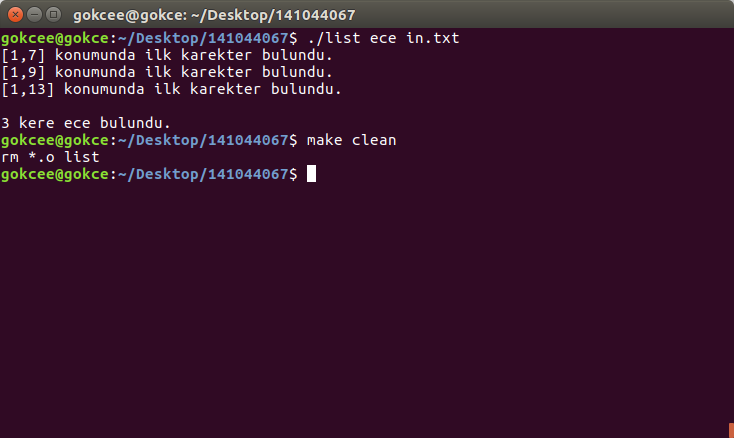 gokcee@gokce: ~/Desktop/141044067
gokcee@gokce:~/Desktop/141044067$ ./list ece in.txt
[1,7] konumunda ilk karekter bulundu.
[1,9] konumunda ilk karekter bulundu.
[1,13] konumunda ilk karekter bulundu.
3 kere ece bulundu.
gokcee@gokce:~/Desktop/141044067$ make clean
rm *.o list
gokcee@gokce:~/Desktop/141044067$